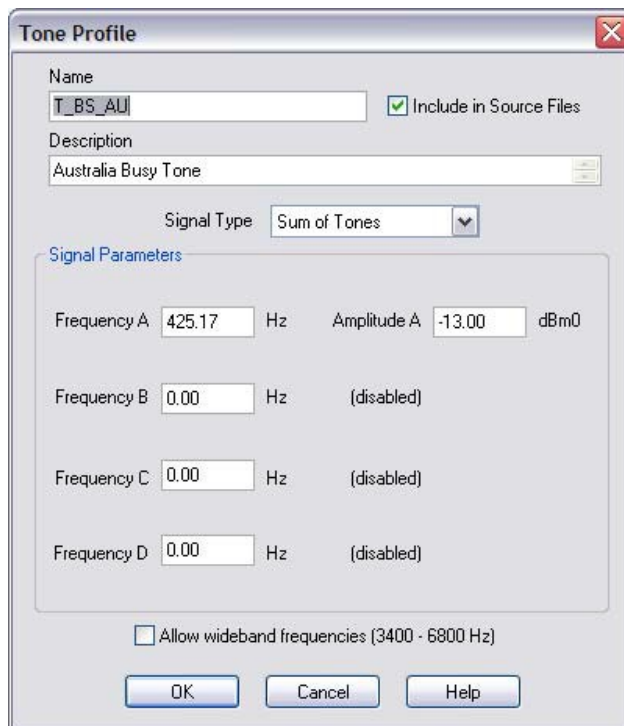 Tone Profile
Name
T_BS_AU
Include in Source Files
Description
Australia Busy Tone
Signal Type Sum of Tones
Signal Parameters
Frequency A 425.17 Hz Amplitude A -13.00 dBm0
Frequency B 0.00 Hz (disabled)
Frequency C 0.00 Hz (disabled)
Frequency D 0.00 Hz (disabled)
Allow wideband frequencies (3400 - 6800 Hz)
OK Cancel Help